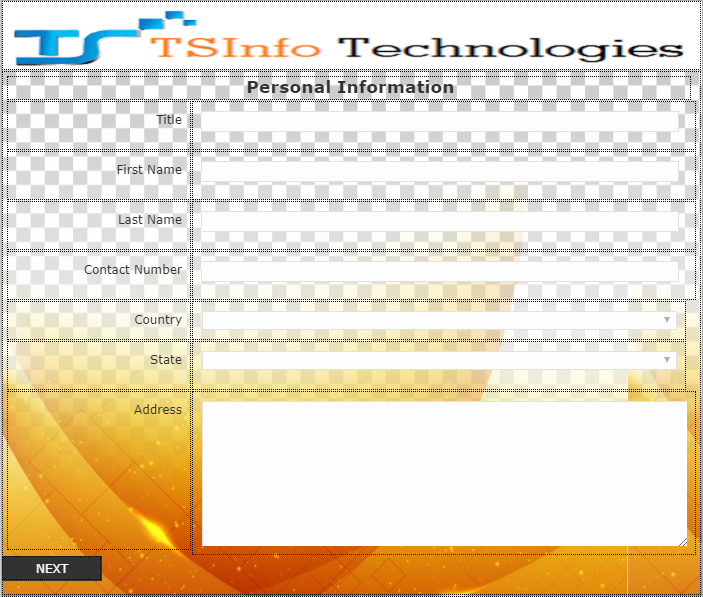 TSInfo Technologies
Personal Information
Title
First Name
Last Name
Contact Number
Country
State
Address
NEXT